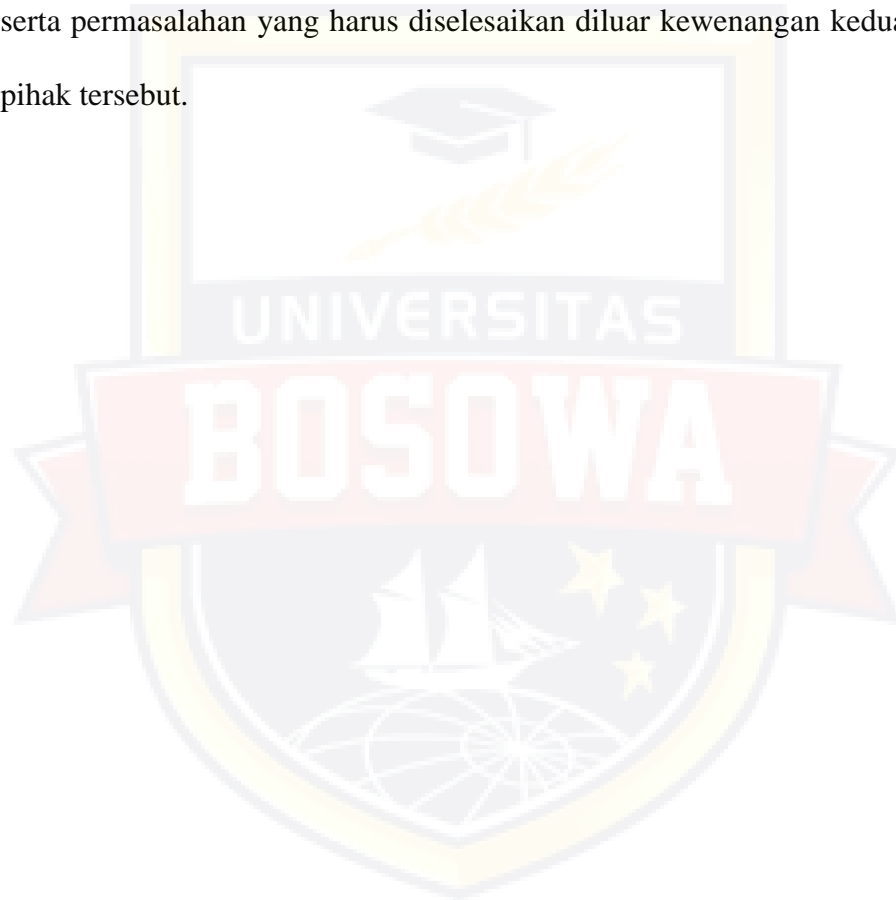 serta permasalahan yang harus diselesaikan diluar kewenangan kedua
pihak tersebut.
UNIVERSITAS
BOSOWA